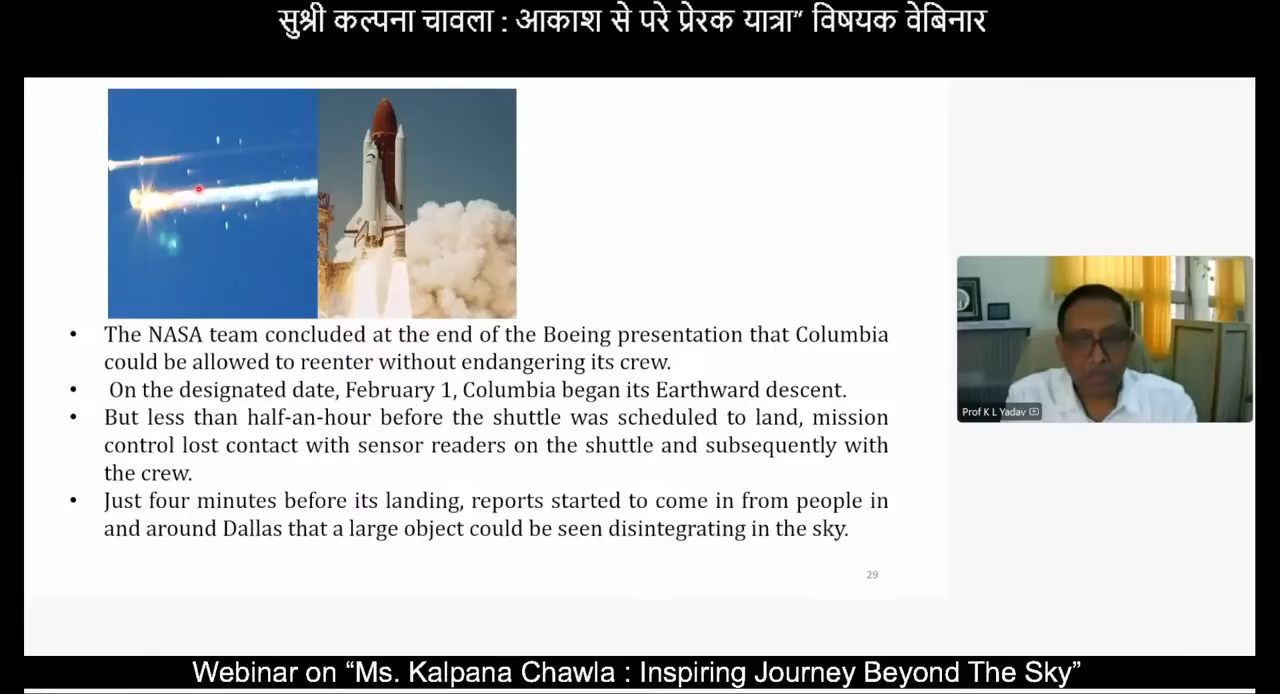 सुश्री कल्पना चावला : आकाश से परे प्रेरक यात्रा” विषयक वेबिनार
• The NASA team concluded at the end of the Boeing presentation that Columbia
could be allowed to reenter without endangering its crew.
• On the designated date, February 1, Columbia began its Earthward descent.
• But less than half-an-hour before the shuttle was scheduled to land, mission
control lost contact with sensor readers on the shuttle and subsequently with
the crew.
• Just four minutes before its landing, reports started to come in from people in
and around Dallas that a large object could be seen disintegrating in the sky.
29
Prof K L Yadav
Webinar on “Ms. Kalpana Chawla : Inspiring Journey Beyond The Sky”